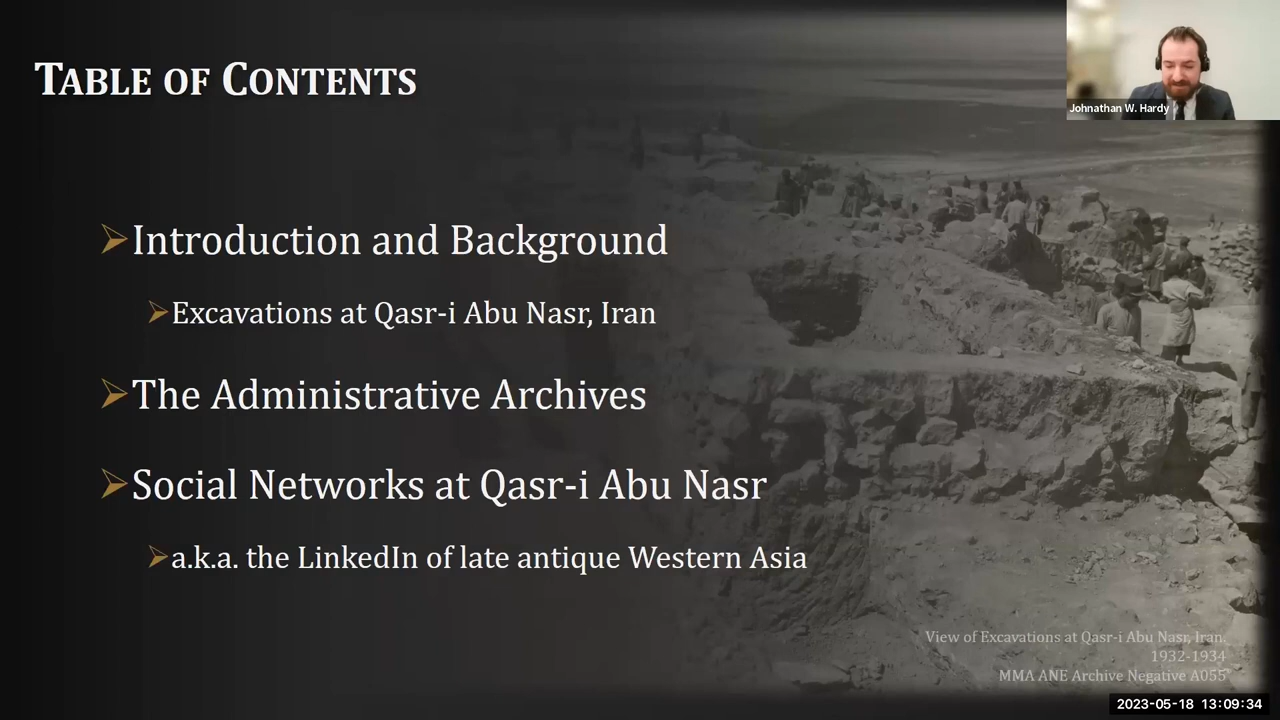 TABLE OF CONTENTS
Johnathan W. Hardy
Introduction and Background
Excavations at Qasr-i Abu Nasr, Iran
The Administrative Archives
Social Networks at Qasr-i Abu Nasr
a.k.a. the LinkedIn of late antique Western Asia
View of Excavations at Qasr-i Abu Nasr, Iran.
1932-1934
MMA ANE Archive Negative A055
2023-05-18 13:09:34